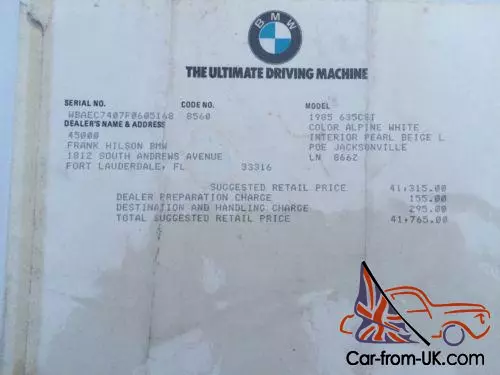 BMW
THE ULTIMATE DRIVING MACHINE
SERIAL NO. CODE NO. MODEL
WBAEC7407F0605168 8560 1985 635CSI
DEALER'S NAME & ADDRESS COLOR ALPINE WHITE
45000 INTERIOR PEARL BEIGE L
FRANK HILSON BMW POE JACKSONVILLE
1812 SOUTH ANDREWS AVENUE LN 8662
FORT LAUDERDALE, FL 33316
SUGGESTED RETAIL PRICE 41,315.00
DEALER PREPARATION CHARGE 155.00
DESTINATION AND HANDLING CHARGE 295.00
TOTAL SUGGESTED RETAIL PRICE 41,765.00
Car-from-UK.com